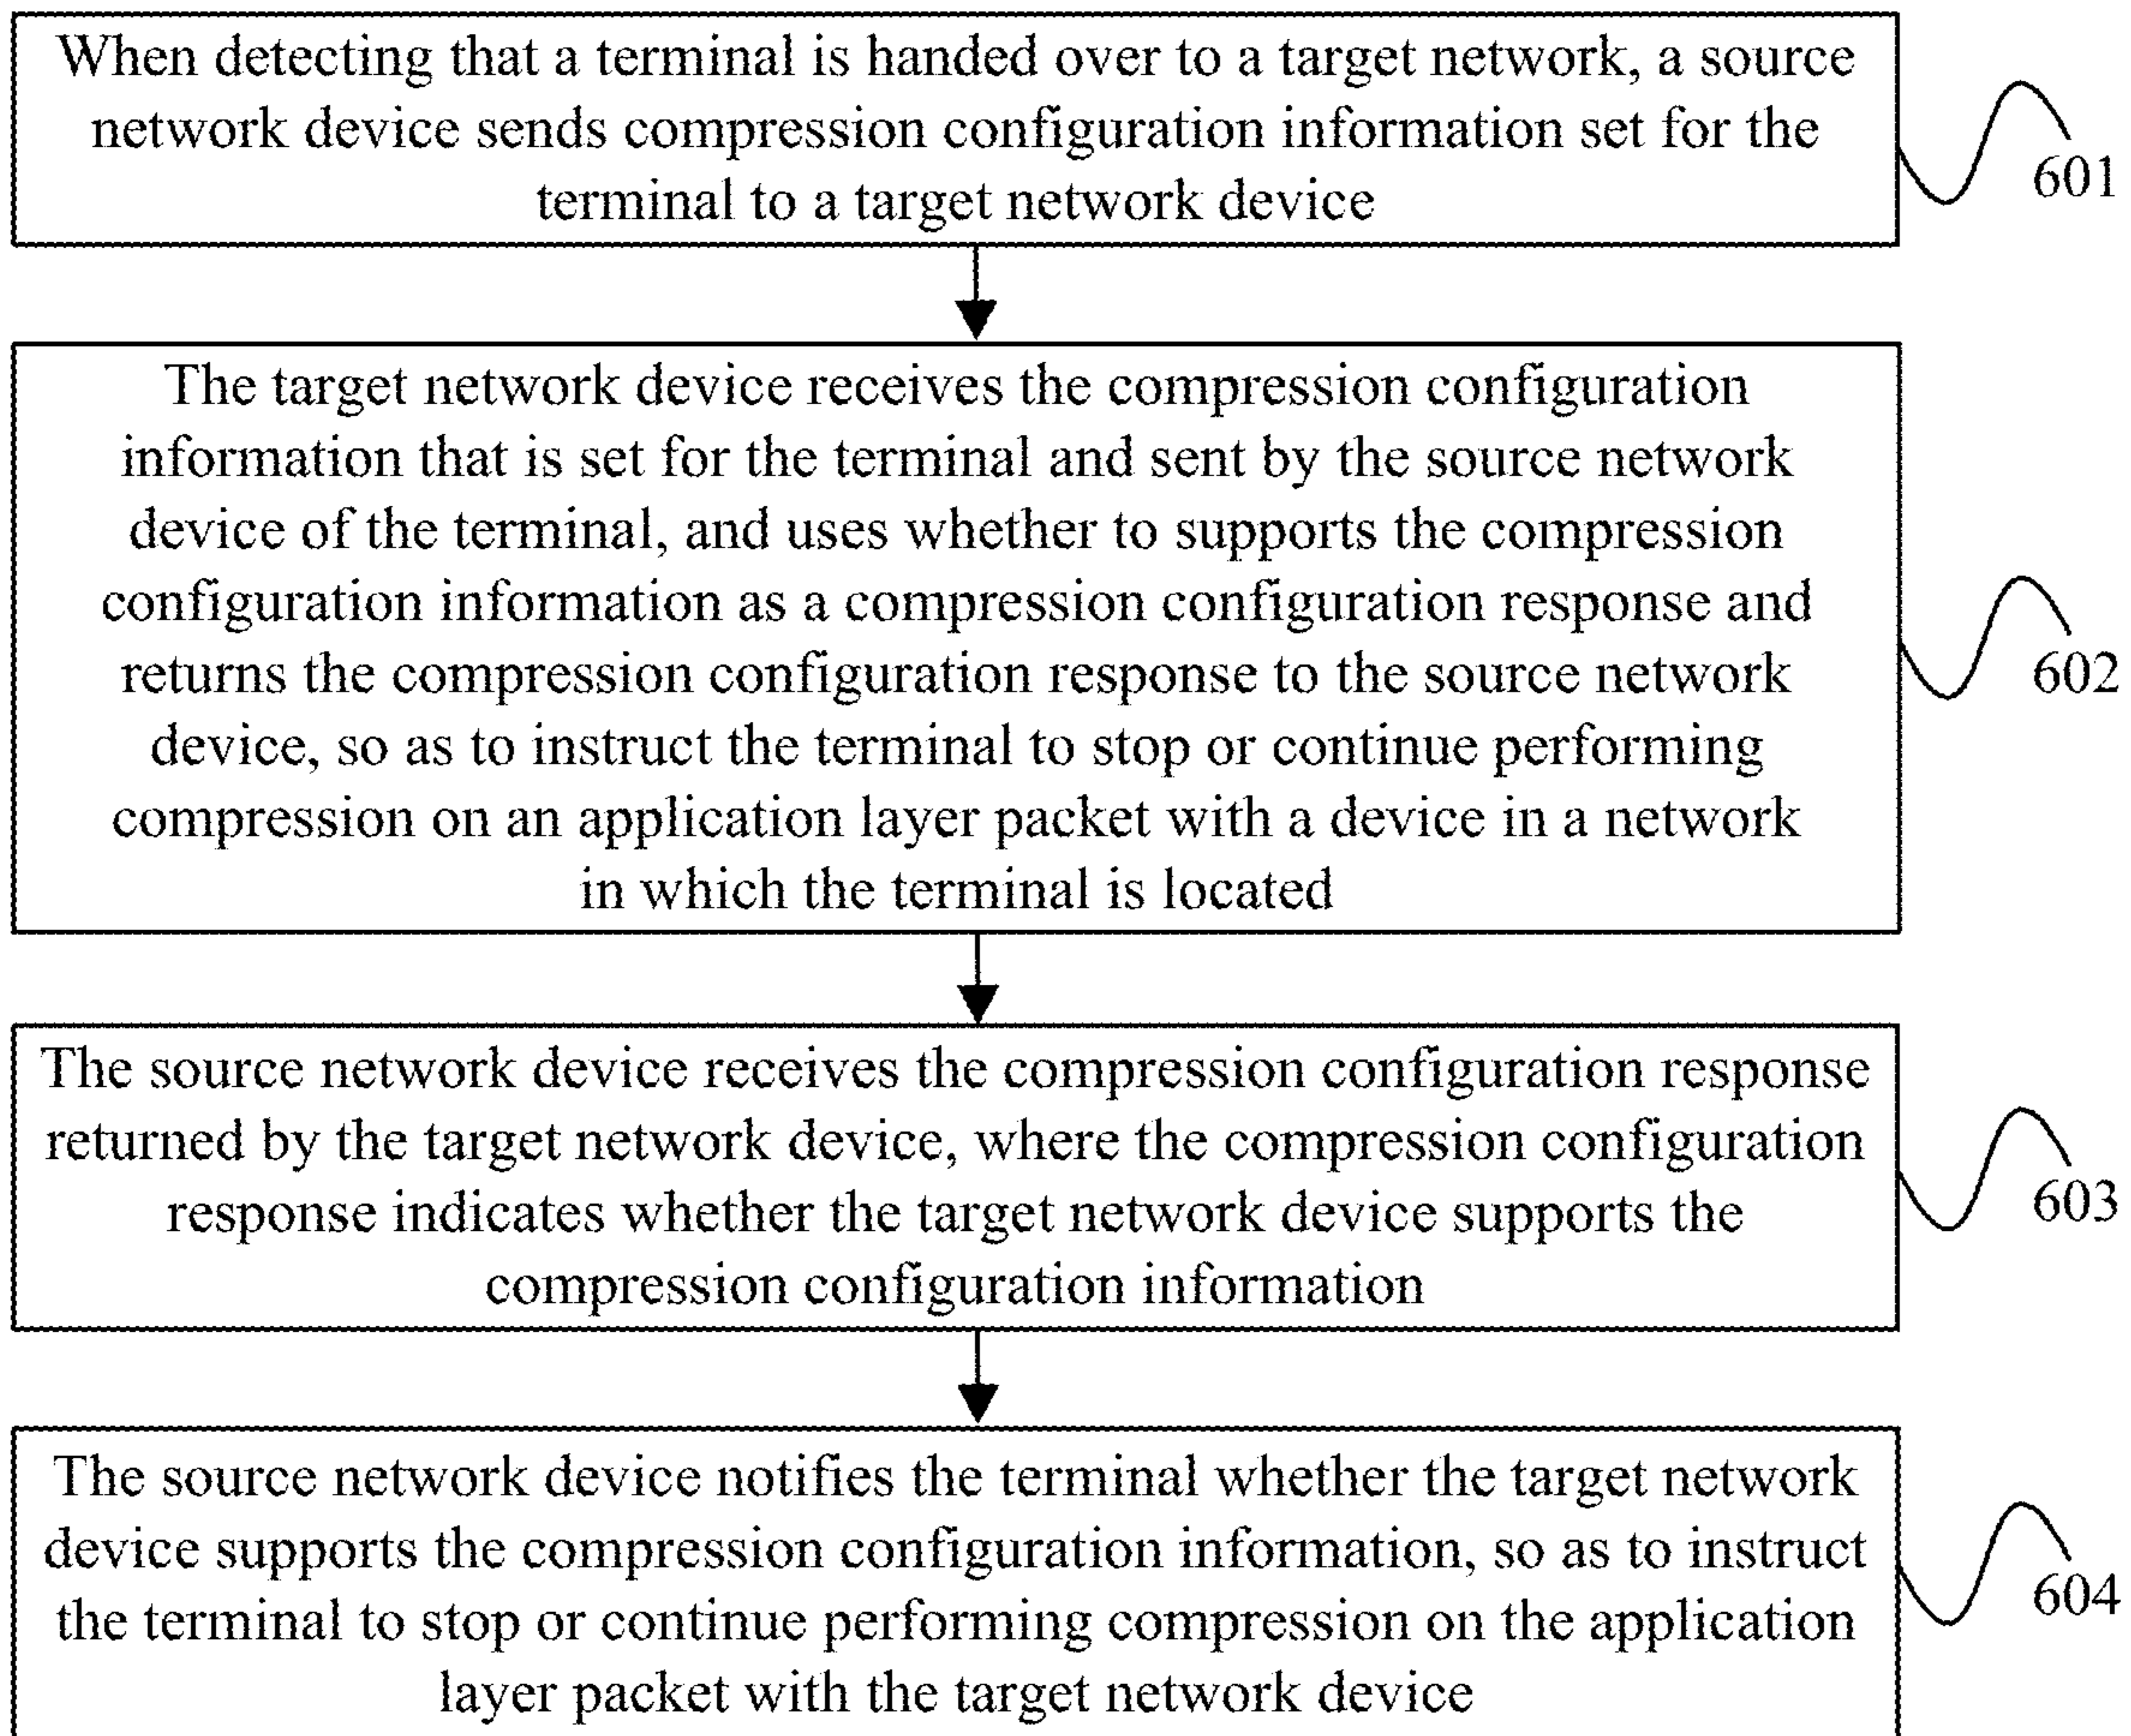 When detecting that a terminal is handed over to a target network, a source
network device sends compression configuration information set for the
terminal to a target network device
601
The target network device receives the compression configuration
information that is set for the terminal and sent by the source network
device of the terminal, and uses whether to supports the compression
configuration information as a compression configuration response and
returns the compression configuration response to the source network
device, so as to instruct the terminal to stop or continue performing
compression on an application layer packet with a device in a network
in which the terminal is located
602
The source network device receives the compression configuration response
returned by the target network device, where the compression configuration
response indicates whether the target network device supports the
compression configuration information
603
The source network device notifies the terminal whether the target network
device supports the compression configuration information, so as to instruct
the terminal to stop or continue performing compression on the application
layer packet with the target network device
604